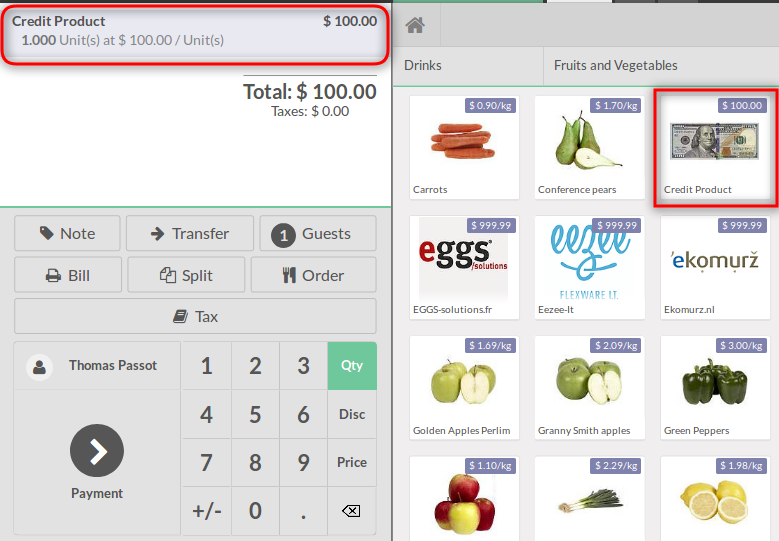 Credit Product $ 100.00
1.000 Unit(s) at $ 100.00 / Unit(s)
Total: $ 100.00
Taxes: $ 0.00
Note
Transfer
1 Guests
Bill
Split
Order
Tax
Thomas Passot
Payment
1 2 3 Qty
4 5 6 Disc
7 8 9 Price
+/- 0 .
Drinks
Fruits and Vegetables
$ 0.90/kg
Carrots
$ 1.70/kg
Conference pears
$ 100.00
Credit Product
$ 999.99
eggs
/solutions
EGGS-solutions.fr
$ 999.99
eezee
FLEXWARE I.T.
Eezee-It
$ 999.99
'ekomurž
Ekomurz.nl
$ 1.69/kg
Golden Apples Perlim
$ 2.09/kg
Granny Smith apples
$ 3.00/kg
Green Peppers
$ 1.10/kg
$ 2.29/kg
$ 1.98/kg